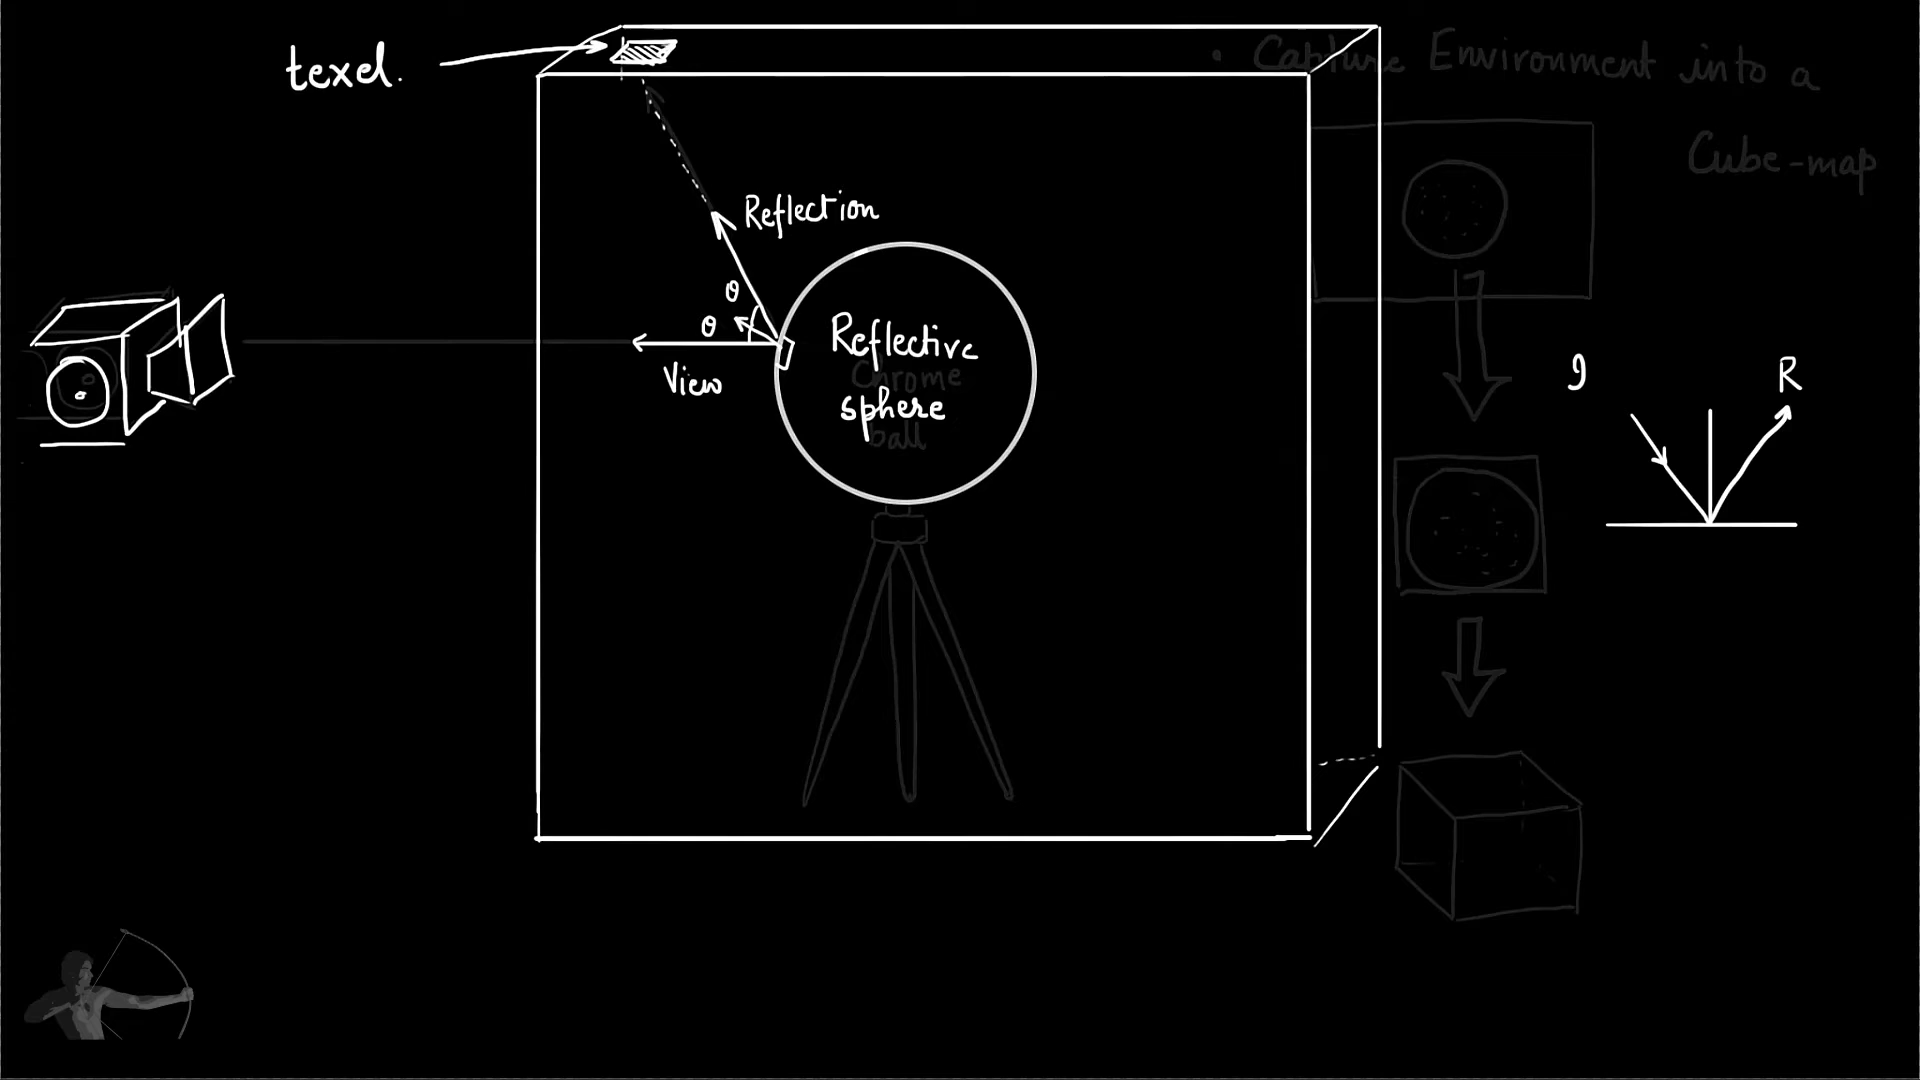 texel.
• Capture Environment into a
Cube-map
Reflection
θ
θ
View
Reflective
Chrome
sphere
ball
I
R